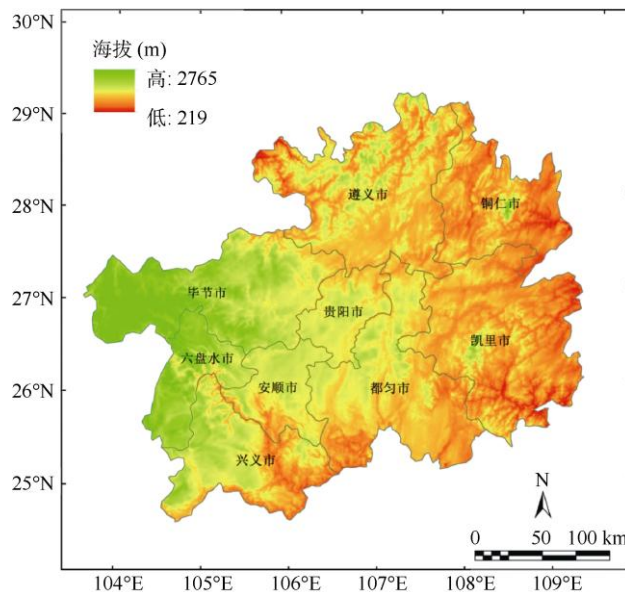 30°N
海拔 (m)
高: 2765
低: 219
29°N
28°N
27°N
26°N
25°N
遵义市
铜仁市
毕节市
贵阳市
六盘水市
凯里市
安顺市
都匀市
兴义市
N
0 50 100 km
104°E 105°E 106°E 107°E 108°E 109°E